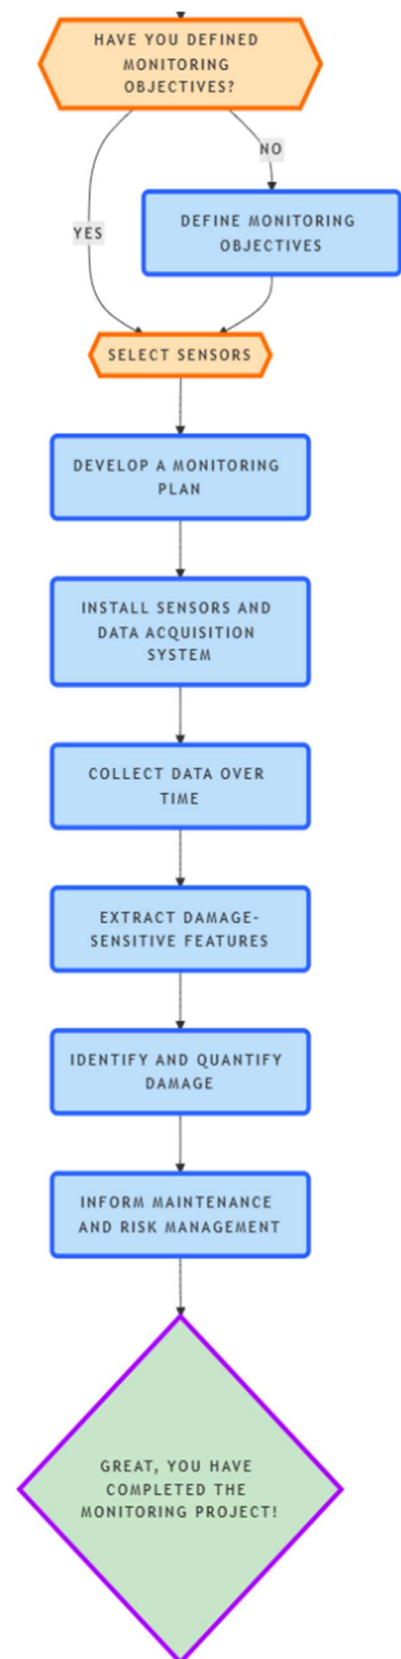 HAVE YOU DEFINED
MONITORING
OBJECTIVES?
NO
YES
DEFINE MONITORING
OBJECTIVES
SELECT SENSORS
DEVELOP A MONITORING
PLAN
INSTALL SENSORS AND
DATA ACQUISITION
SYSTEM
COLLECT DATA OVER
TIME
EXTRACT DAMAGE-
SENSITIVE FEATURES
IDENTIFY AND QUANTIFY
DAMAGE
INFORM MAINTENANCE
AND RISK MANAGEMENT
GREAT, YOU HAVE
COMPLETED THE
MONITORING PROJECT!